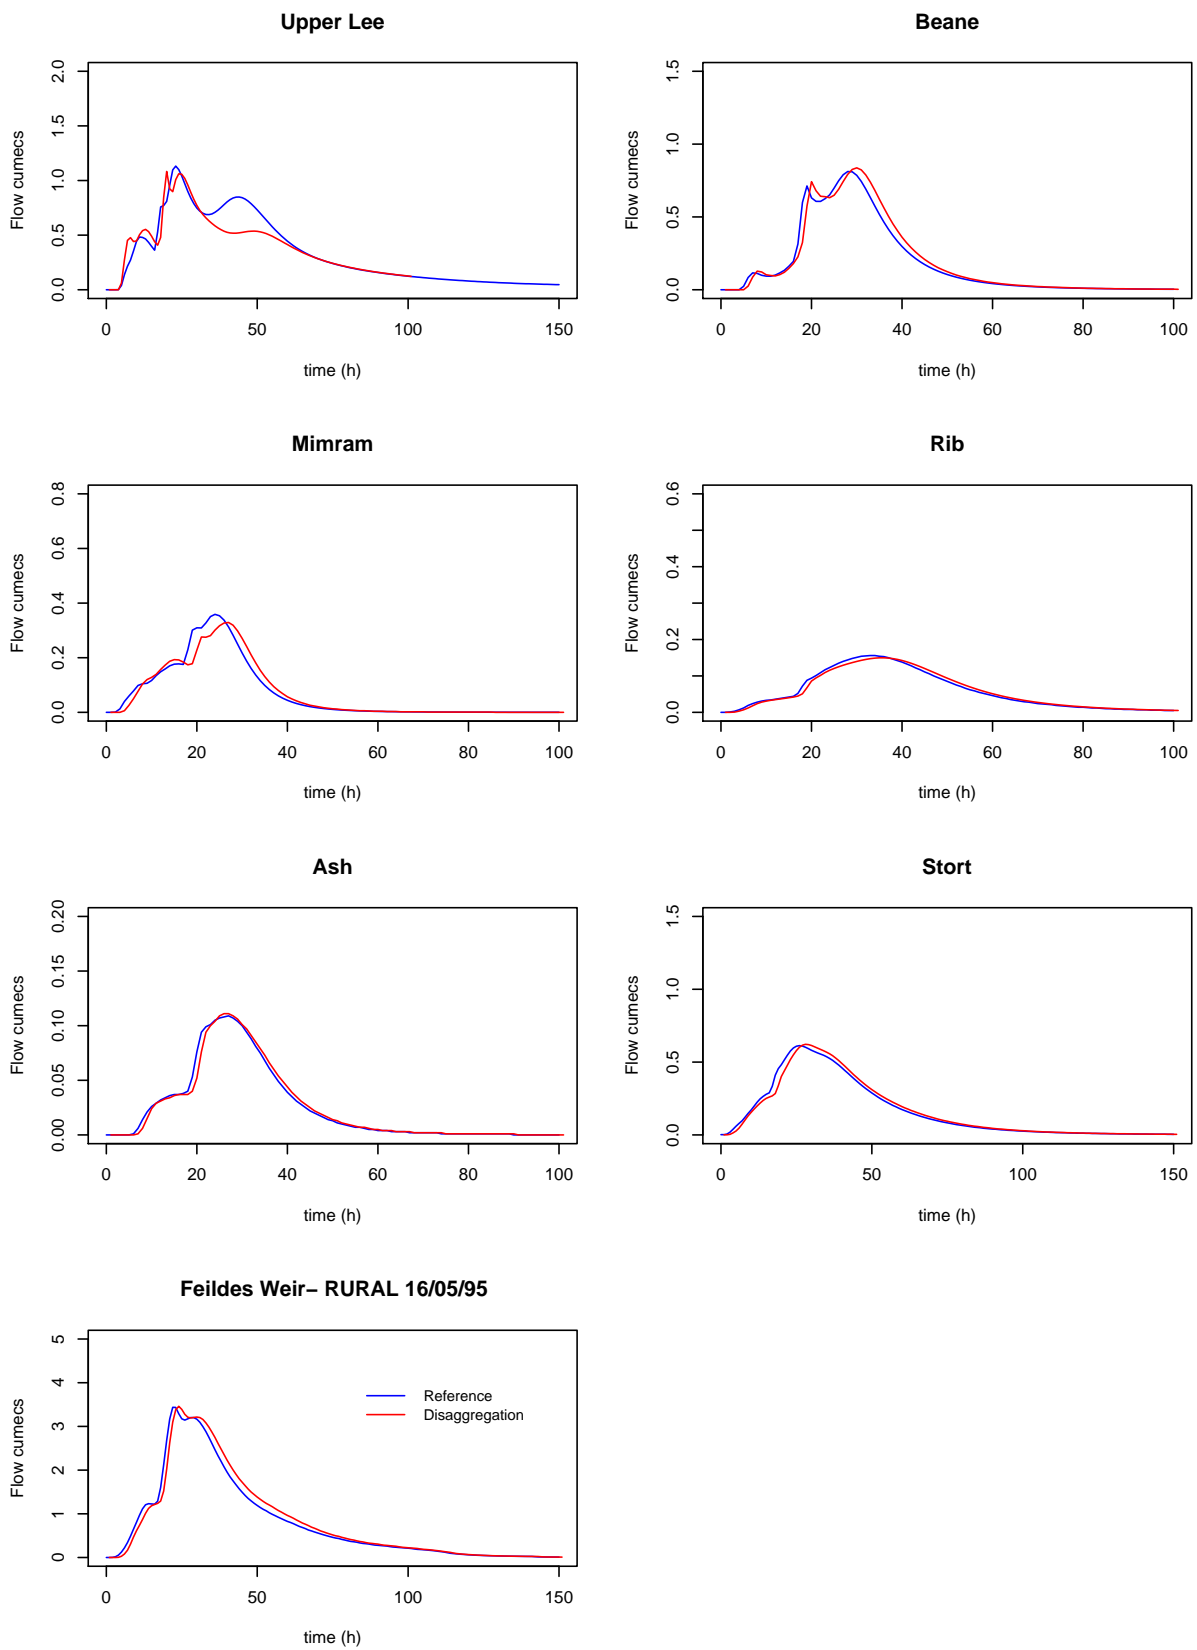 Upper Lee
Flow cumecs
0.0 0.5 1.0 1.5 2.0
0 50 100 150
time (h)
Beane
Flow cumecs
0.0 0.5 1.0 1.5
0 20 40 60 80 100
time (h)
Mimram
Flow cumecs
0.0 0.2 0.4 0.6 0.8
0 20 40 60 80 100
time (h)
Rib
Flow cumecs
0.0 0.2 0.4 0.6
0 20 40 60 80 100
time (h)
Ash
Flow cumecs
0.00 0.05 0.10 0.15 0.20
0 20 40 60 80 100
time (h)
Stort
Flow cumecs
0.0 0.5 1.0 1.5
0 50 100 150
time (h)
Feildes Weir− RURAL 16/05/95
Flow cumecs
0 1 2 3 4 5
Reference
Disaggregation
0 50 100 150
time (h)